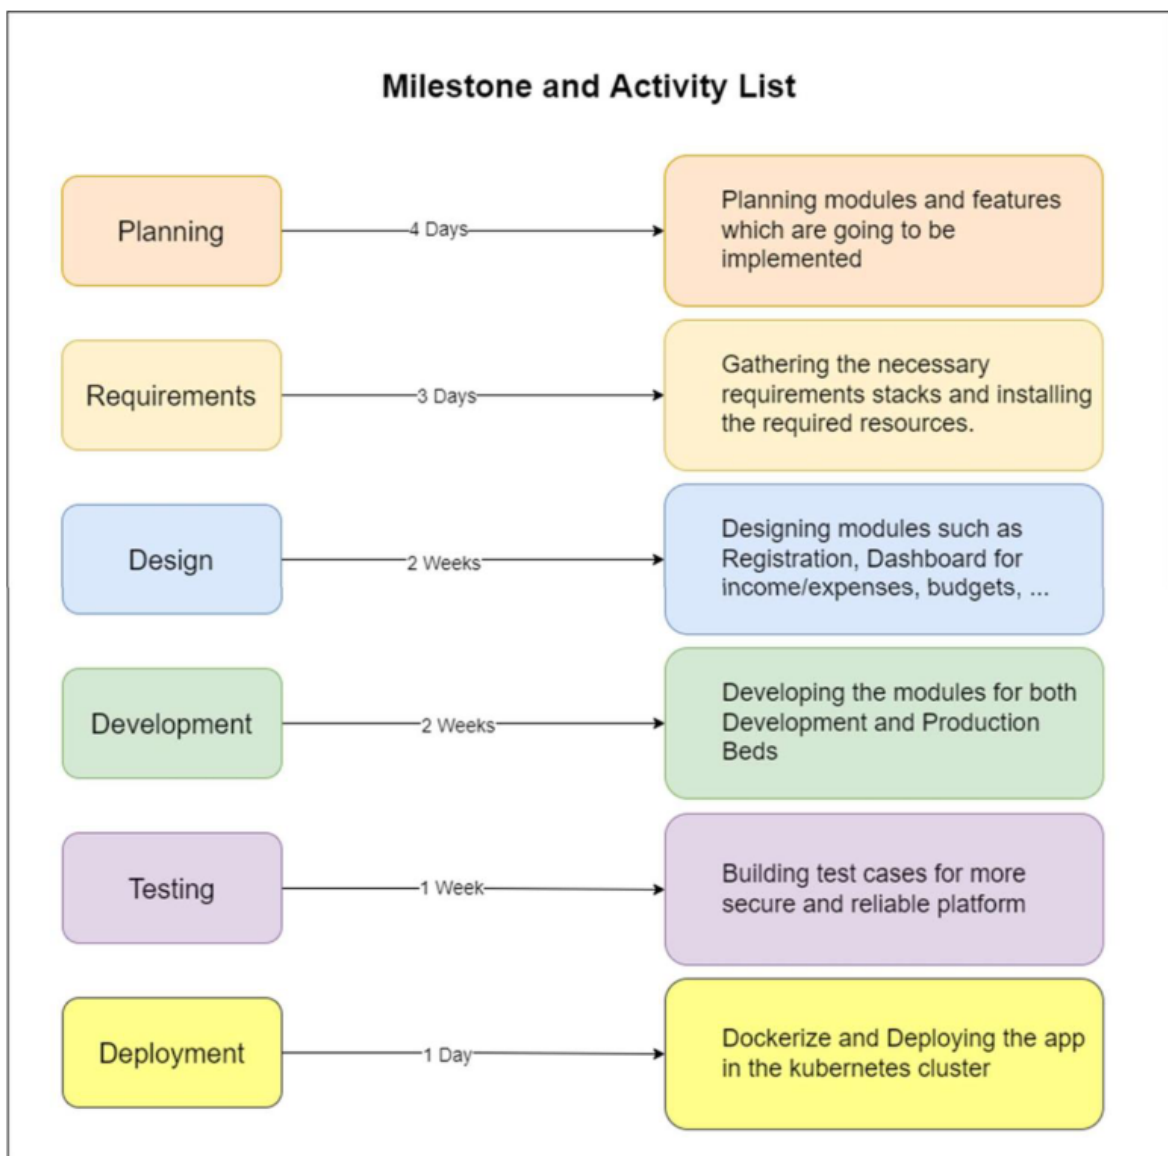 Milestone and Activity List
Planning
4 Days
Planning modules and features
which are going to be
implemented
Requirements
3 Days
Gathering the necessary
requirements stacks and installing
the required resources.
Design
2 Weeks
Designing modules such as
Registration, Dashboard for
income/expenses, budgets, ...
Development
2 Weeks
Developing the modules for both
Development and Production
Beds
Testing
1 Week
Building test cases for more
secure and reliable platform
Deployment
1 Day
Dockerize and Deploying the app
in the kubernetes cluster